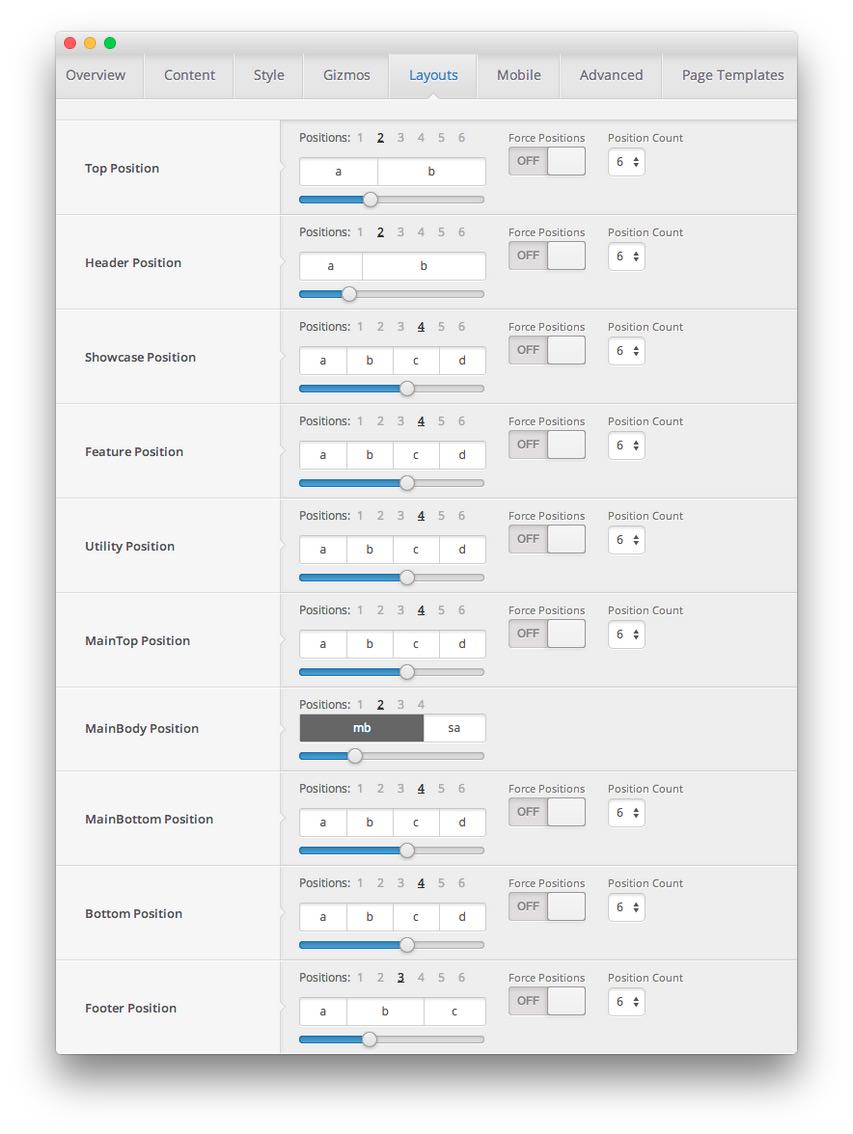 Overview Content Style Gizmos Layouts Mobile Advanced Page Templates
Positions: 1 2 3 4 5 6 Force Positions Position Count
Top Position a b OFF 6
Positions: 1 2 3 4 5 6 Force Positions Position Count
Header Position a b OFF 6
Positions: 1 2 3 4 5 6 Force Positions Position Count
Showcase Position a b c d OFF 6
Positions: 1 2 3 4 5 6 Force Positions Position Count
Feature Position a b c d OFF 6
Positions: 1 2 3 4 5 6 Force Positions Position Count
Utility Position a b c d OFF 6
Positions: 1 2 3 4 5 6 Force Positions Position Count
MainTop Position a b c d OFF 6
Positions: 1 2 3 4
MainBody Position mb sa
Positions: 1 2 3 4 5 6 Force Positions Position Count
MainBottom Position a b c d OFF 6
Positions: 1 2 3 4 5 6 Force Positions Position Count
Bottom Position a b c d OFF 6
Positions: 1 2 3 4 5 6 Force Positions Position Count
Footer Position a b c OFF 6